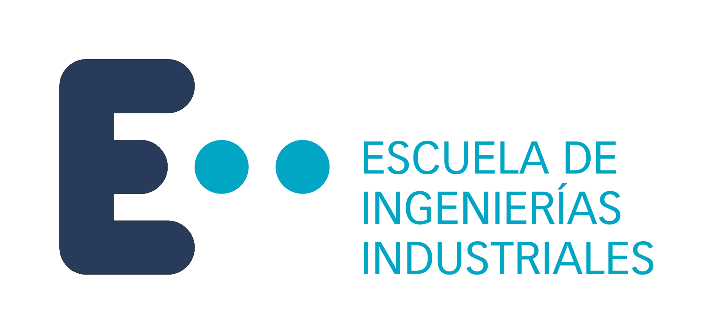 E
ESCUELA DE
INGENIERÍAS
INDUSTRIALES